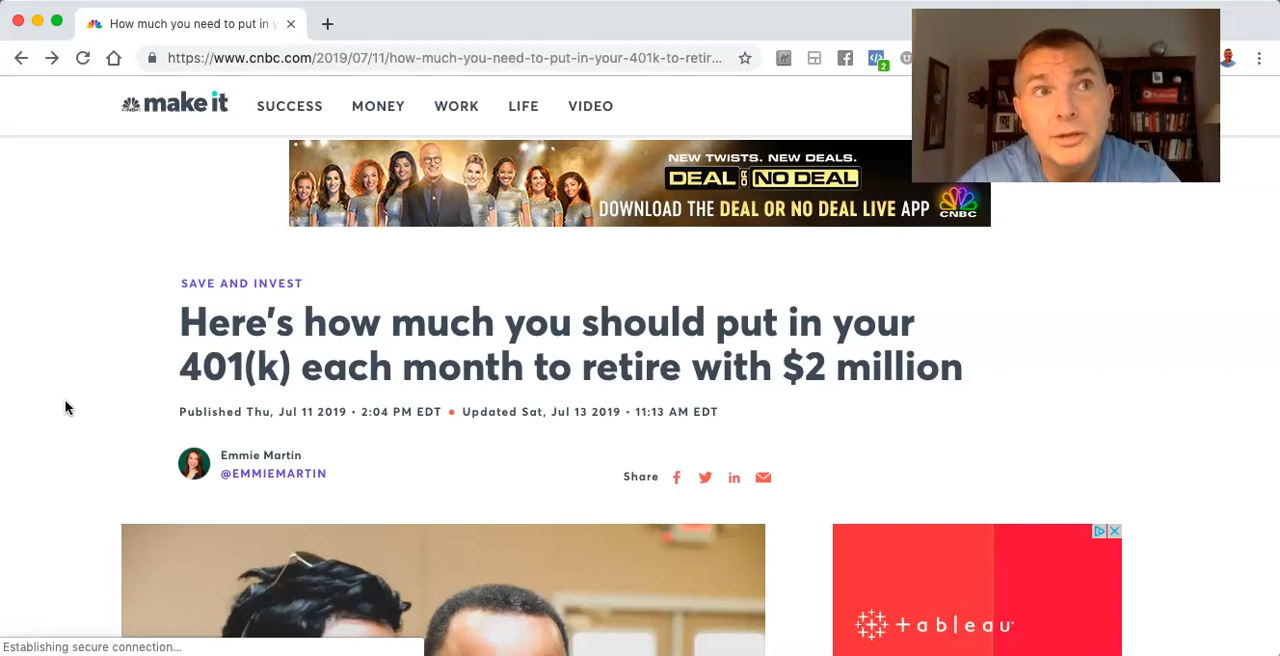 How much you need to put in y
https://www.cnbc.com/2019/07/11/how-much-you-need-to-put-in-your-401k-to-retir...
2
make it
SUCCESS
MONEY
WORK
LIFE
VIDEO
NEW TWISTS. NEW DEALS.
DEAL OR NO DEAL
DOWNLOAD THE DEAL OR NO DEAL LIVE APP
CNBC
SAVE AND INVEST
Here's how much you should put in your
401(k) each month to retire with $2 million
Published Thu, Jul 11 2019 • 2:04 PM EDT • Updated Sat, Jul 13 2019 • 11:13 AM EDT
Emmie Martin
@EMMIEMARTIN
Share
tableau
Establishing secure connection...